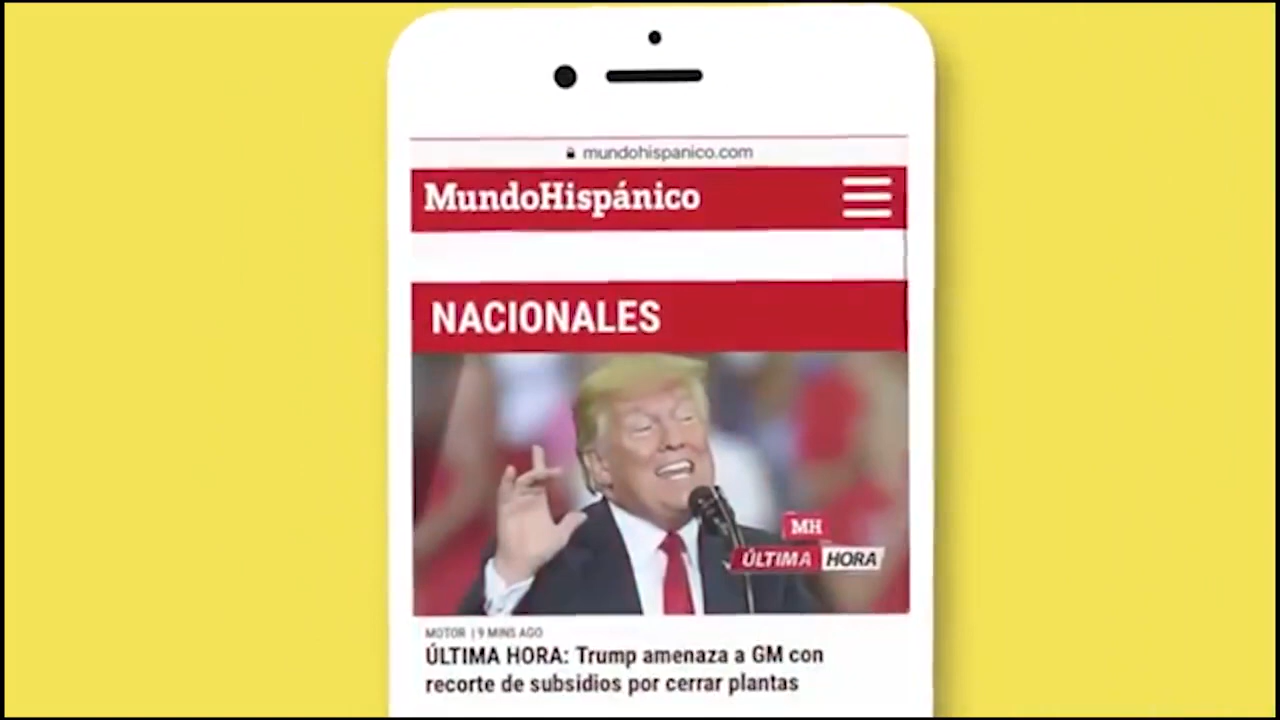 mundohispanico.com
MundoHispánico
NACIONALES
MH
ÚLTIMA HORA
MOTOR | 9 MINS AGO
ÚLTIMA HORA: Trump amenaza a GM con
recorte de subsidios por cerrar plantas